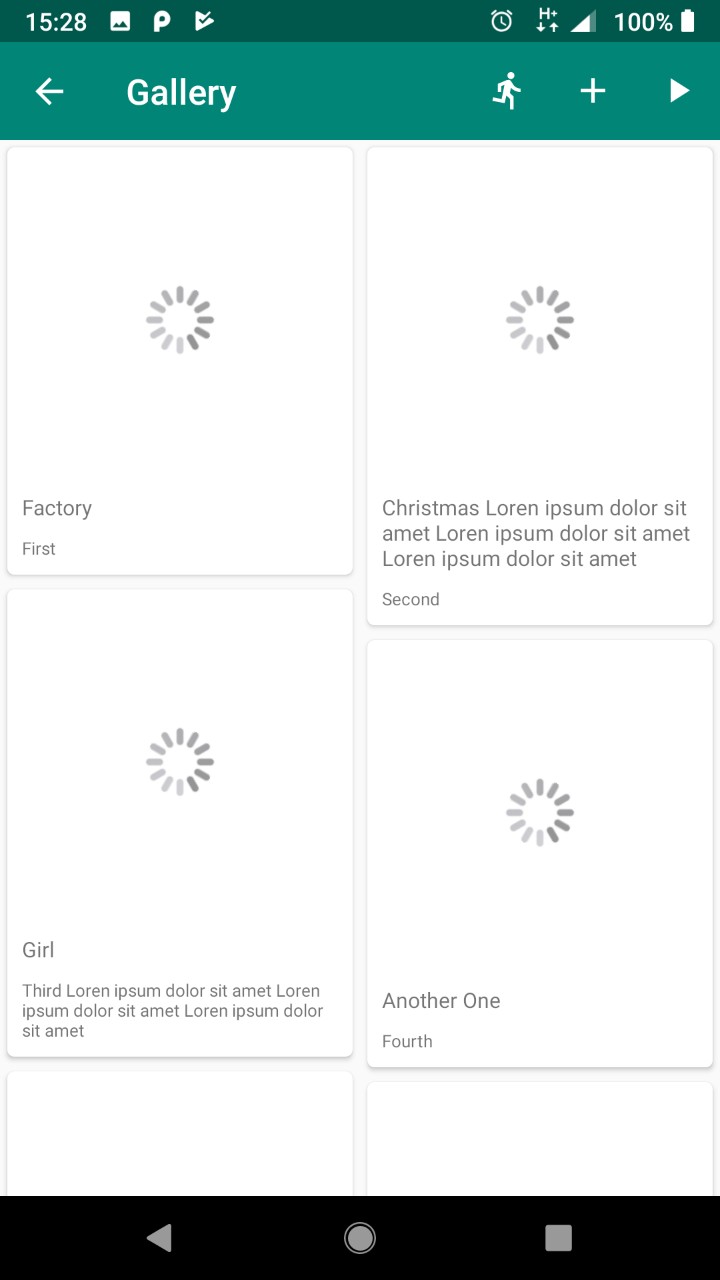 15:28
H+
100%
Gallery
Factory
First
Christmas Loren ipsum dolor sit
amet Loren ipsum dolor sit amet
Loren ipsum dolor sit amet
Second
Girl
Third Loren ipsum dolor sit amet Loren
ipsum dolor sit amet Loren ipsum dolor
sit amet
Another One
Fourth